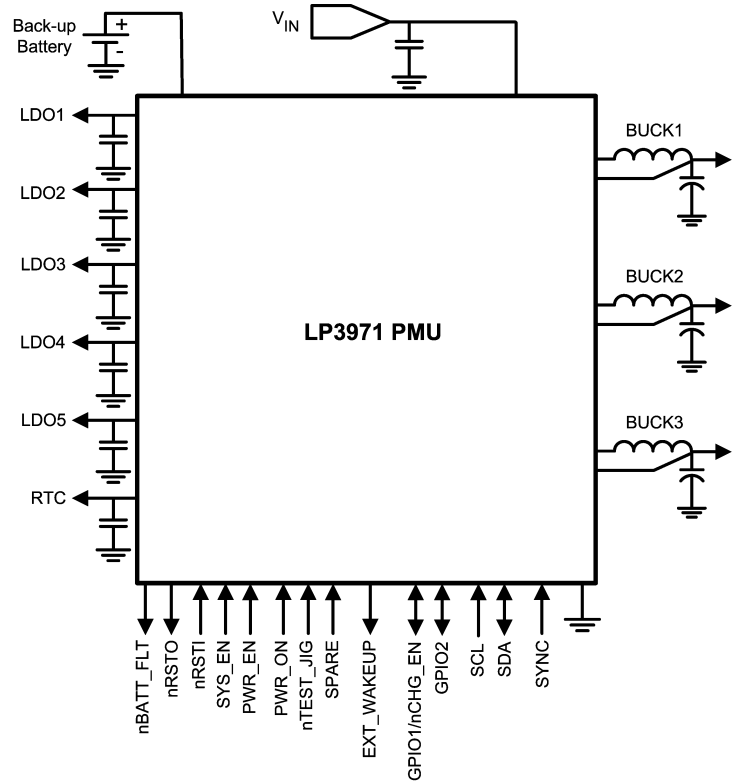 Back-up
Battery
+
-
VIN
LDO1
LDO2
LDO3
LDO4
LDO5
RTC
LP3971 PMU
BUCK1
BUCK2
BUCK3
nBATT_FLT
nRSTO
nRSTI
SYS_EN
PWR_EN
PWR_ON
nTEST_JIG
SPARE
EXT_WAKEUP
GPIO1/nCHG_EN
GPIO2
SCL
SDA
SYNC